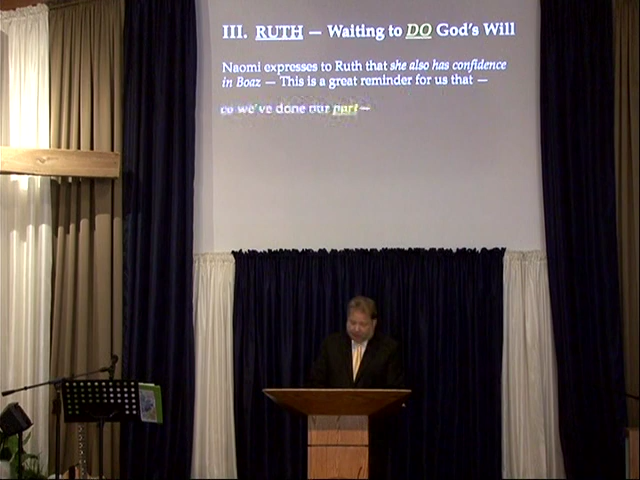 III. RUTH — Waiting to DO God's Will
Naomi expresses to Ruth that she also has confidence
in Boaz — This is a great reminder for us that —
we've done our part —